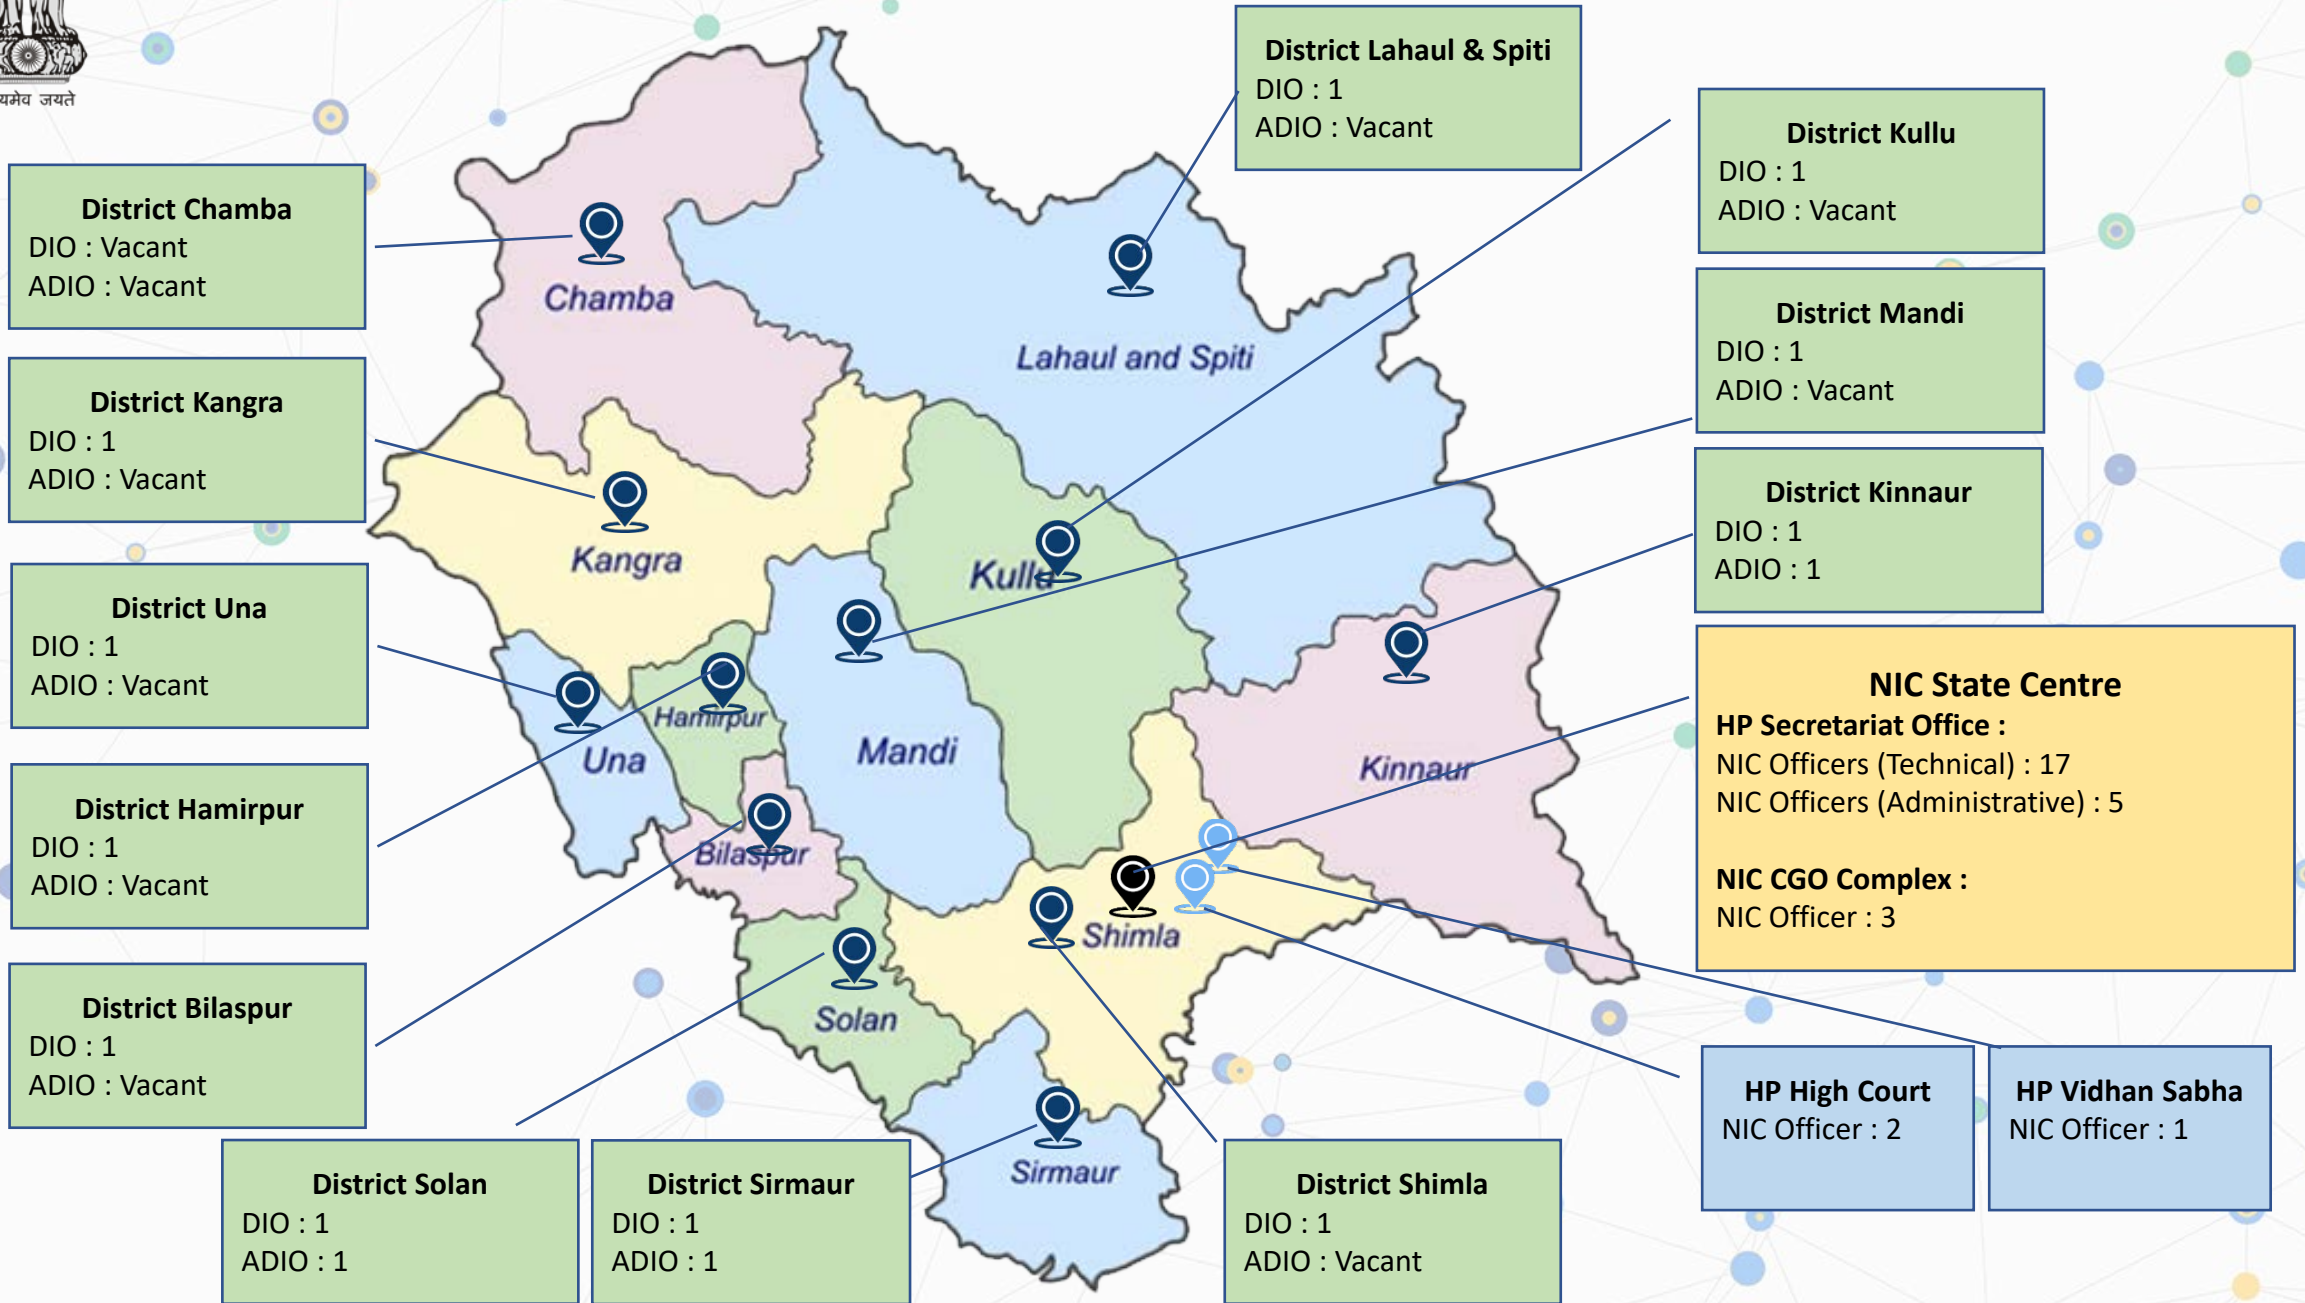 यमेव जयते
District Lahaul & Spiti
DIO : 1
ADIO : Vacant
District Kullu
DIO : 1
ADIO : Vacant
District Chamba
DIO : Vacant
ADIO : Vacant
District Mandi
DIO : 1
ADIO : Vacant
District Kangra
DIO : 1
ADIO : Vacant
District Kinnaur
DIO : 1
ADIO : 1
District Una
DIO : 1
ADIO : Vacant
NIC State Centre
HP Secretariat Office :
NIC Officers (Technical) : 17
NIC Officers (Administrative) : 5
NIC CGO Complex :
NIC Officer : 3
District Hamirpur
DIO : 1
ADIO : Vacant
District Bilaspur
DIO : 1
ADIO : Vacant
HP High Court
NIC Officer : 2
HP Vidhan Sabha
NIC Officer : 1
District Solan
DIO : 1
ADIO : 1
District Sirmaur
DIO : 1
ADIO : 1
District Shimla
DIO : 1
ADIO : Vacant
Chamba
Lahaul and Spiti
Kangra
Kullu
Hamirpur
Una
Mandi
Kinnaur
Bilaspur
Shimla
Solan
Sirmaur